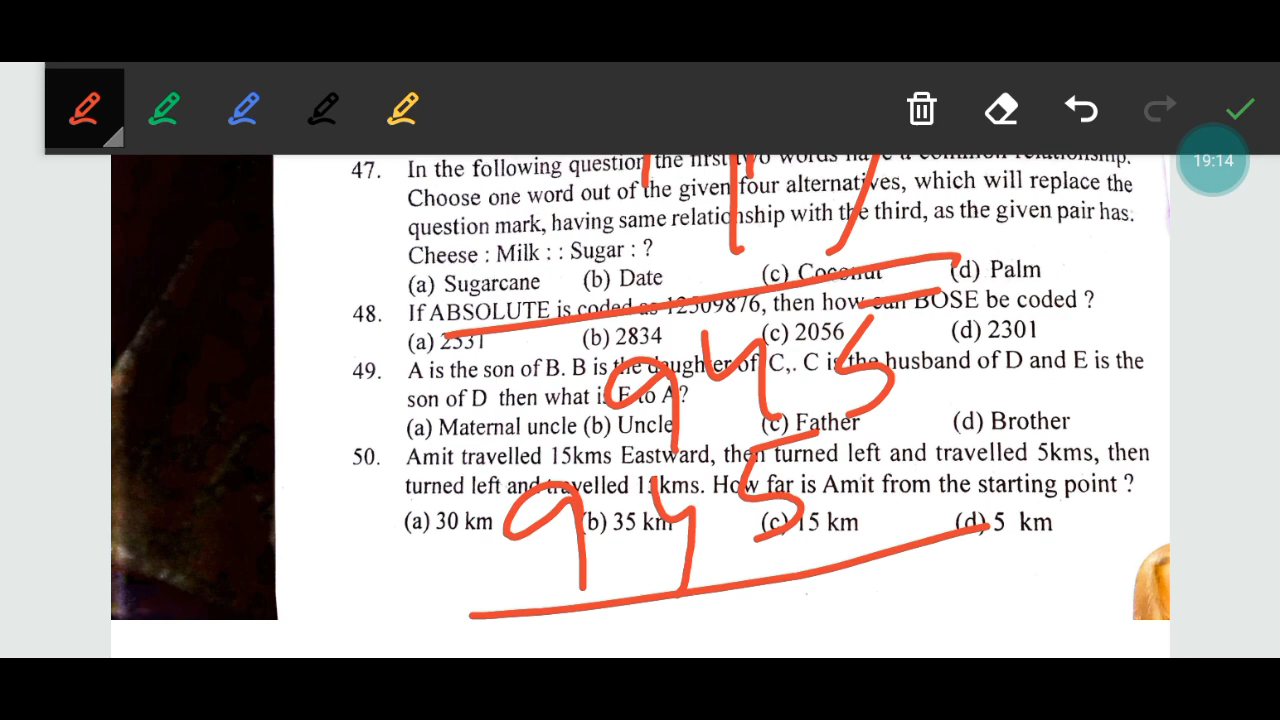 19:14
47. In the following question the first two words have a common relationship.
Choose one word out of the given four alternatives, which will replace the
question mark, having same relationship with the third, as the given pair has.
Cheese : Milk : : Sugar : ?
(a) Sugarcane (b) Date (c) Coconut (d) Palm
48. If ABSOLUTE is coded as 12509876, then how can BOSE be coded ?
(a) 2531 (b) 2834 (c) 2056 (d) 2301
49. A is the son of B. B is the daughter of C,. C is the husband of D and E is the
son of D then what is E to A?
(a) Maternal uncle (b) Uncle (c) Father (d) Brother
945
50. Amit travelled 15kms Eastward, then turned left and travelled 5kms, then
turned left and travelled 15kms. How far is Amit from the starting point ?
(a) 30 km (b) 35 km (c) 15 km (d) 5 km
945